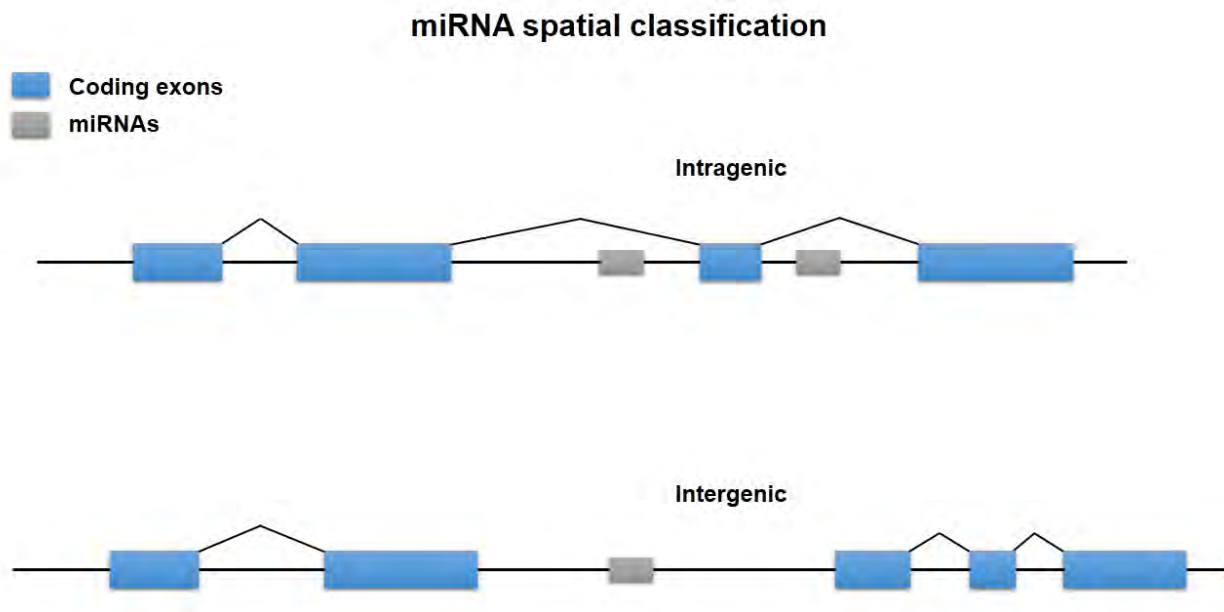 miRNA spatial classification
Coding exons
miRNAs
Intragenic
Intergenic